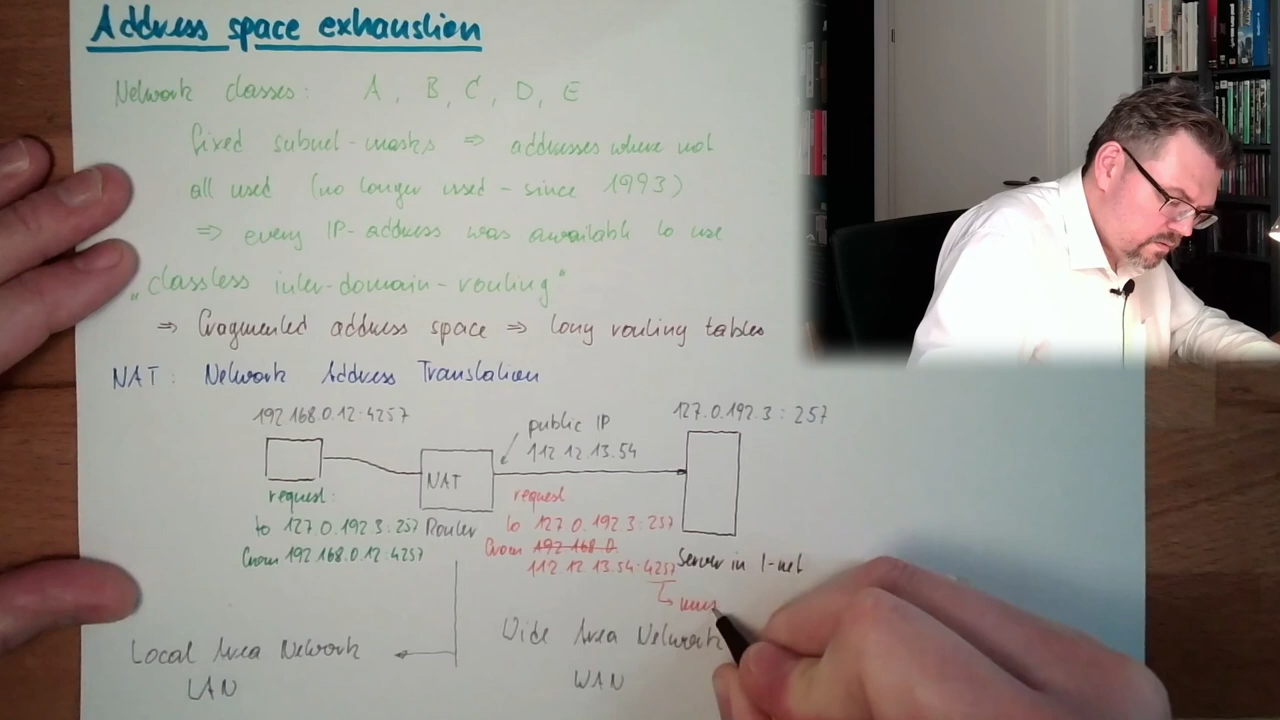 Address space exhaustion
Network classes: A, B, C, D, E
fixed subnet-masks ⇒ addresses where not
all used (no longer used - since 1993)
⇒ every IP-address was available to use
„classless inter-domain-routing"
⇒ fragmented address space ⇒ long routing tables
NAT: Network Address Translation
192.168.0.12:4257
public IP
112.12.13.54
127.0.192.3:257
NAT
Router
request:
to 127.0.192.3:257
from 192.168.0.12:4257
request
to 127.0.192.3:257
from 192.168.0.
112.12.13.54:4257
Server in I-net
Local Area Network
LAN
Wide Area Network
WAN